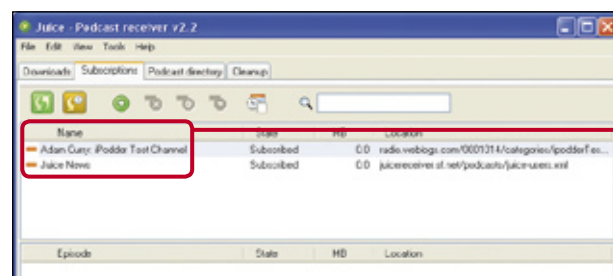 Juice - Podcast receiver v2.2
File Edit View Tools Help
Downloads Subscriptions Podcast directory Cleanup
Name State MB Location
Adam Curry: iPodder Test Channel Subscribed 0.0 radio.weblogs.com/0001014/categories/ipodderTes...
Juice News Subscribed 0.0 juicereceiver.sf.net/podcasts/juice-users.xml
Episode State MB Location